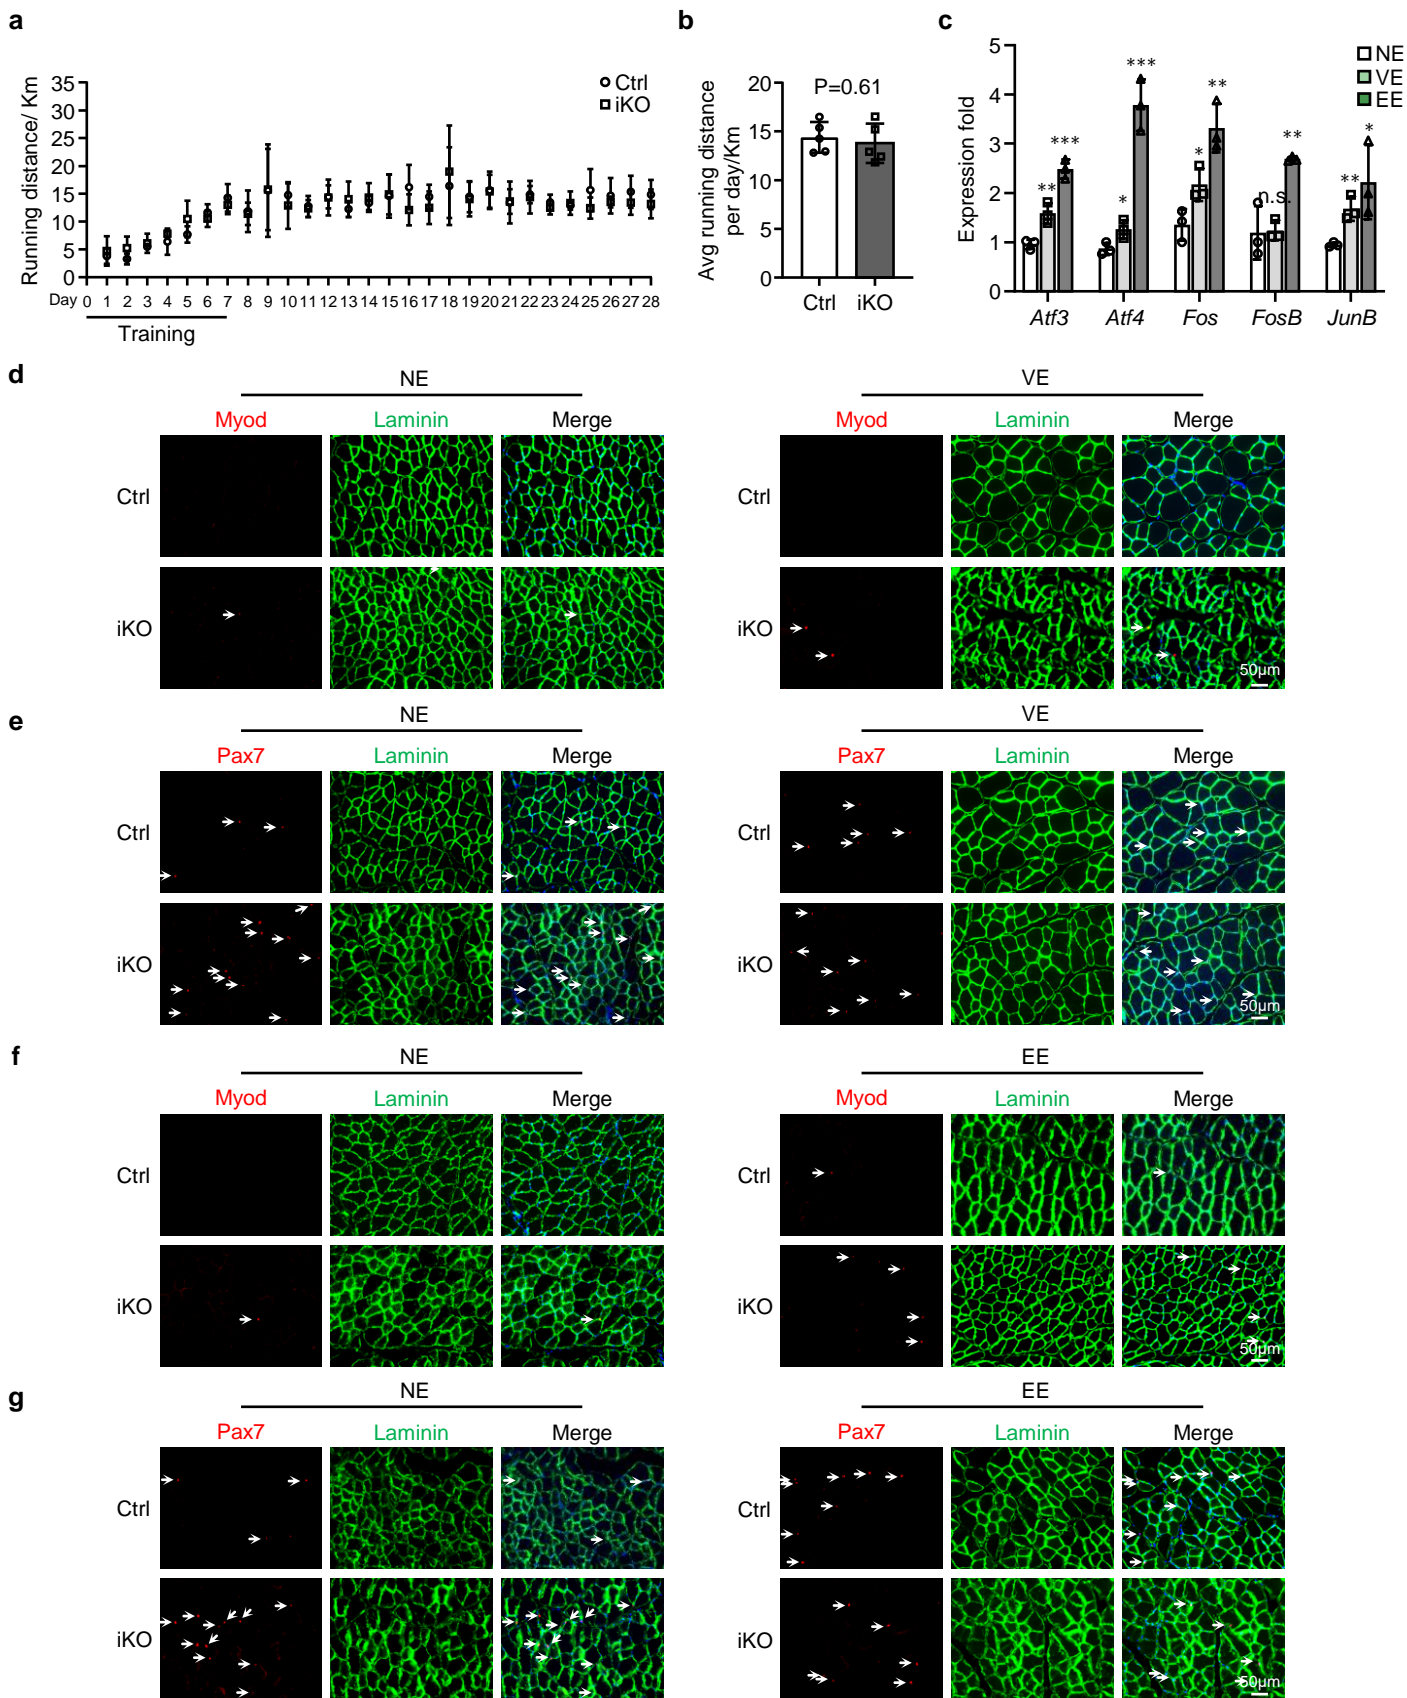 a
Running distance/ Km
35
30
25
20
15
10
5
0
Ctrl
iKO
Day 0 1 2 3 4 5 6 7 8 9 10 11 12 13 14 15 16 17 18 19 20 21 22 23 24 25 26 27 28
Training
b
Avg running distance
per day/Km
20
15
10
5
0
P=0.61
Ctrl iKO
c
Expression fold
5
4
3
2
1
0
NE
VE
EE
** *** * *** * ** n.s. ** ** *
Atf3 Atf4 Fos FosB JunB
d
NE VE
Myod Laminin Merge Myod Laminin Merge
Ctrl Ctrl
iKO iKO
50μm
e
NE VE
Pax7 Laminin Merge Pax7 Laminin Merge
Ctrl Ctrl
iKO iKO
50μm
f
NE EE
Myod Laminin Merge Myod Laminin Merge
Ctrl Ctrl
iKO iKO
50μm
g
NE EE
Pax7 Laminin Merge Pax7 Laminin Merge
Ctrl Ctrl
iKO iKO
50μm